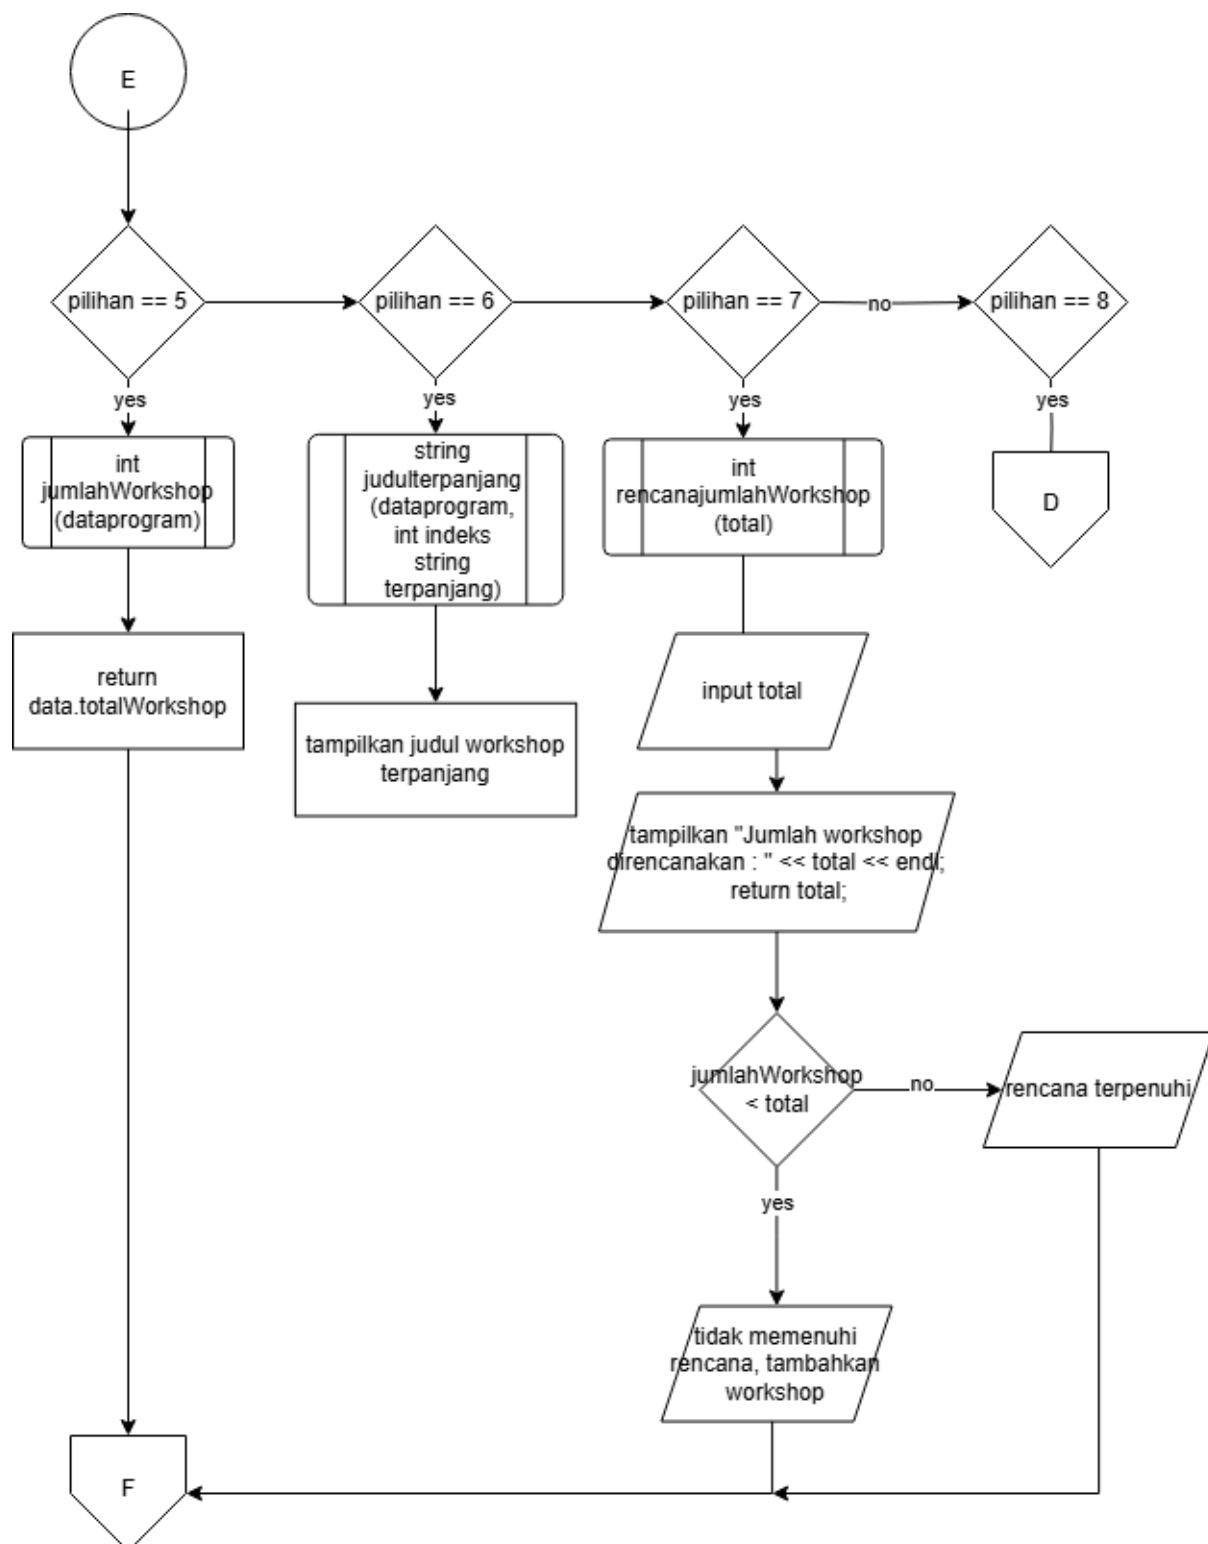 E
pilihan == 5
pilihan == 6
pilihan == 7
no
pilihan == 8
yes
yes
yes
yes
int
jumlahWorkshop
(dataprogram)
string
judulterpanjang
(dataprogram,
int indeks
string
terpanjang)
int
rencanajumlahWorkshop
(total)
D
return
data.totalWorkshop
input total
tampilkan judul workshop
terpanjang
tampilkan "Jumlah workshop
direncanakan : " << total << endl;
return total;
jumlahWorkshop
< total
no
rencana terpenuhi
yes
tidak memenuhi
rencana, tambahkan
workshop
F